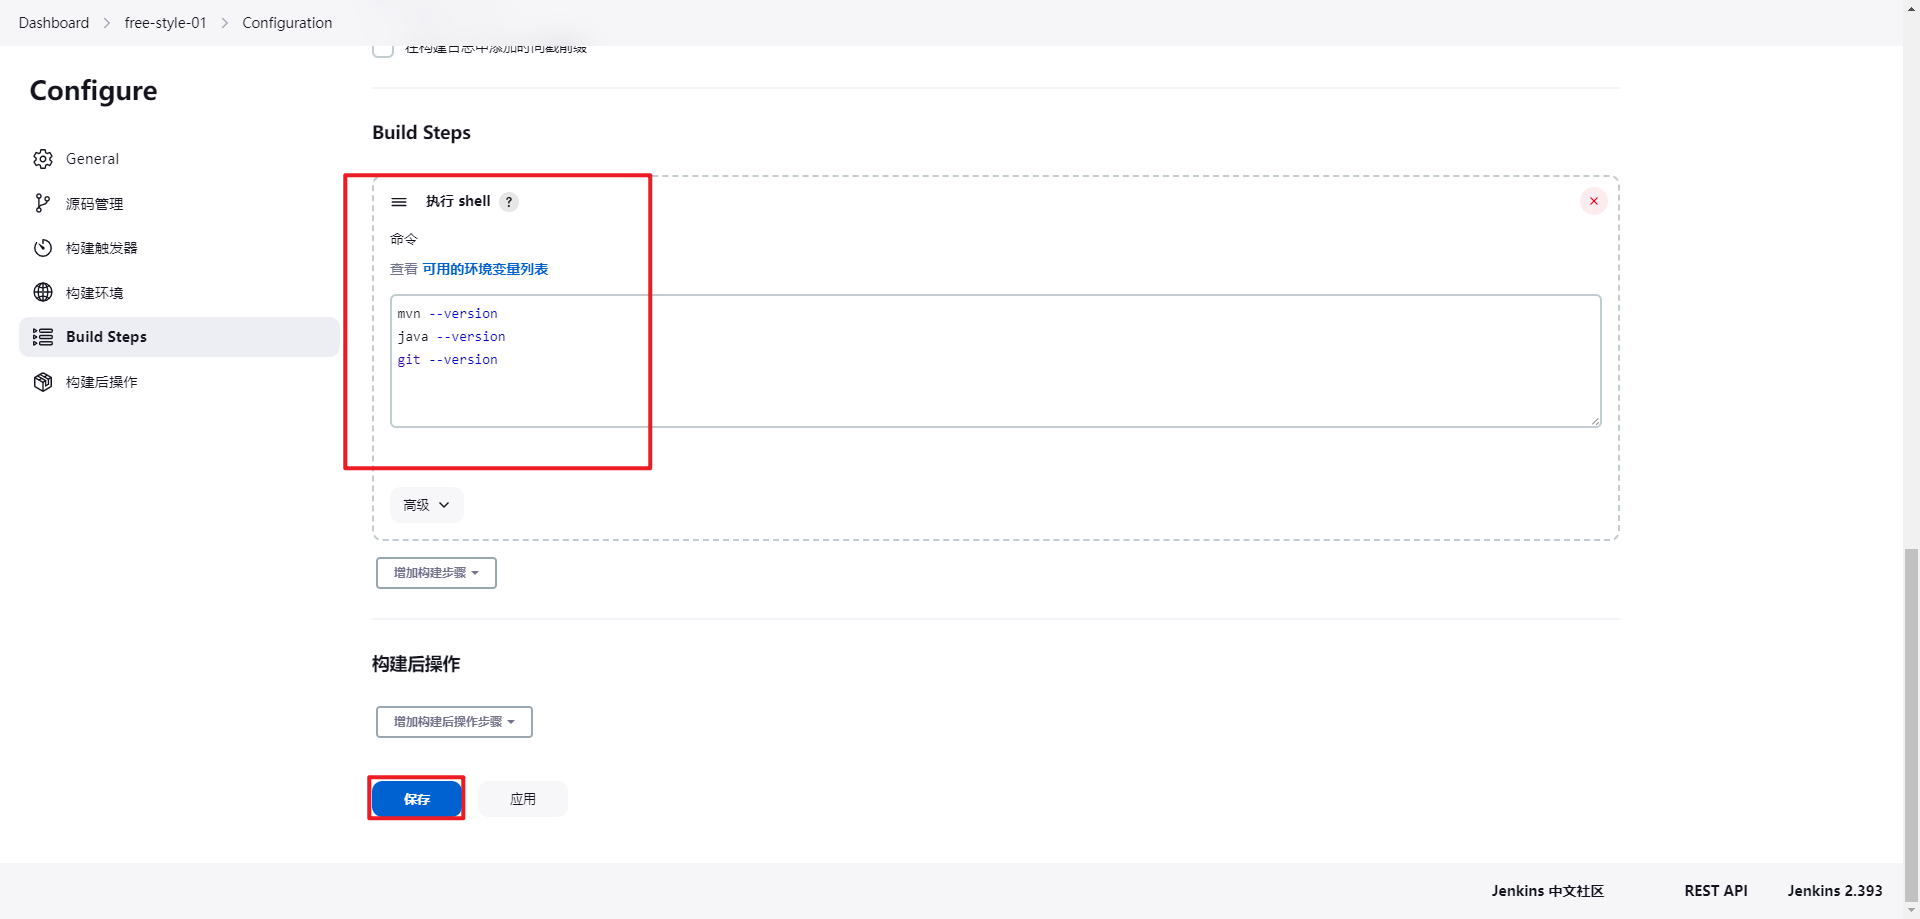 Dashboard > free-style-01 > Configuration
在构建日志中添加时间戳前缀
Configure
General
源码管理
构建触发器
构建环境
Build Steps
构建后操作
Build Steps
执行 shell ?
命令
查看 可用的环境变量列表
mvn --version
java --version
git --version
高级
增加构建步骤
构建后操作
增加构建后操作步骤
保存 应用
Jenkins 中文社区 REST API Jenkins 2.393